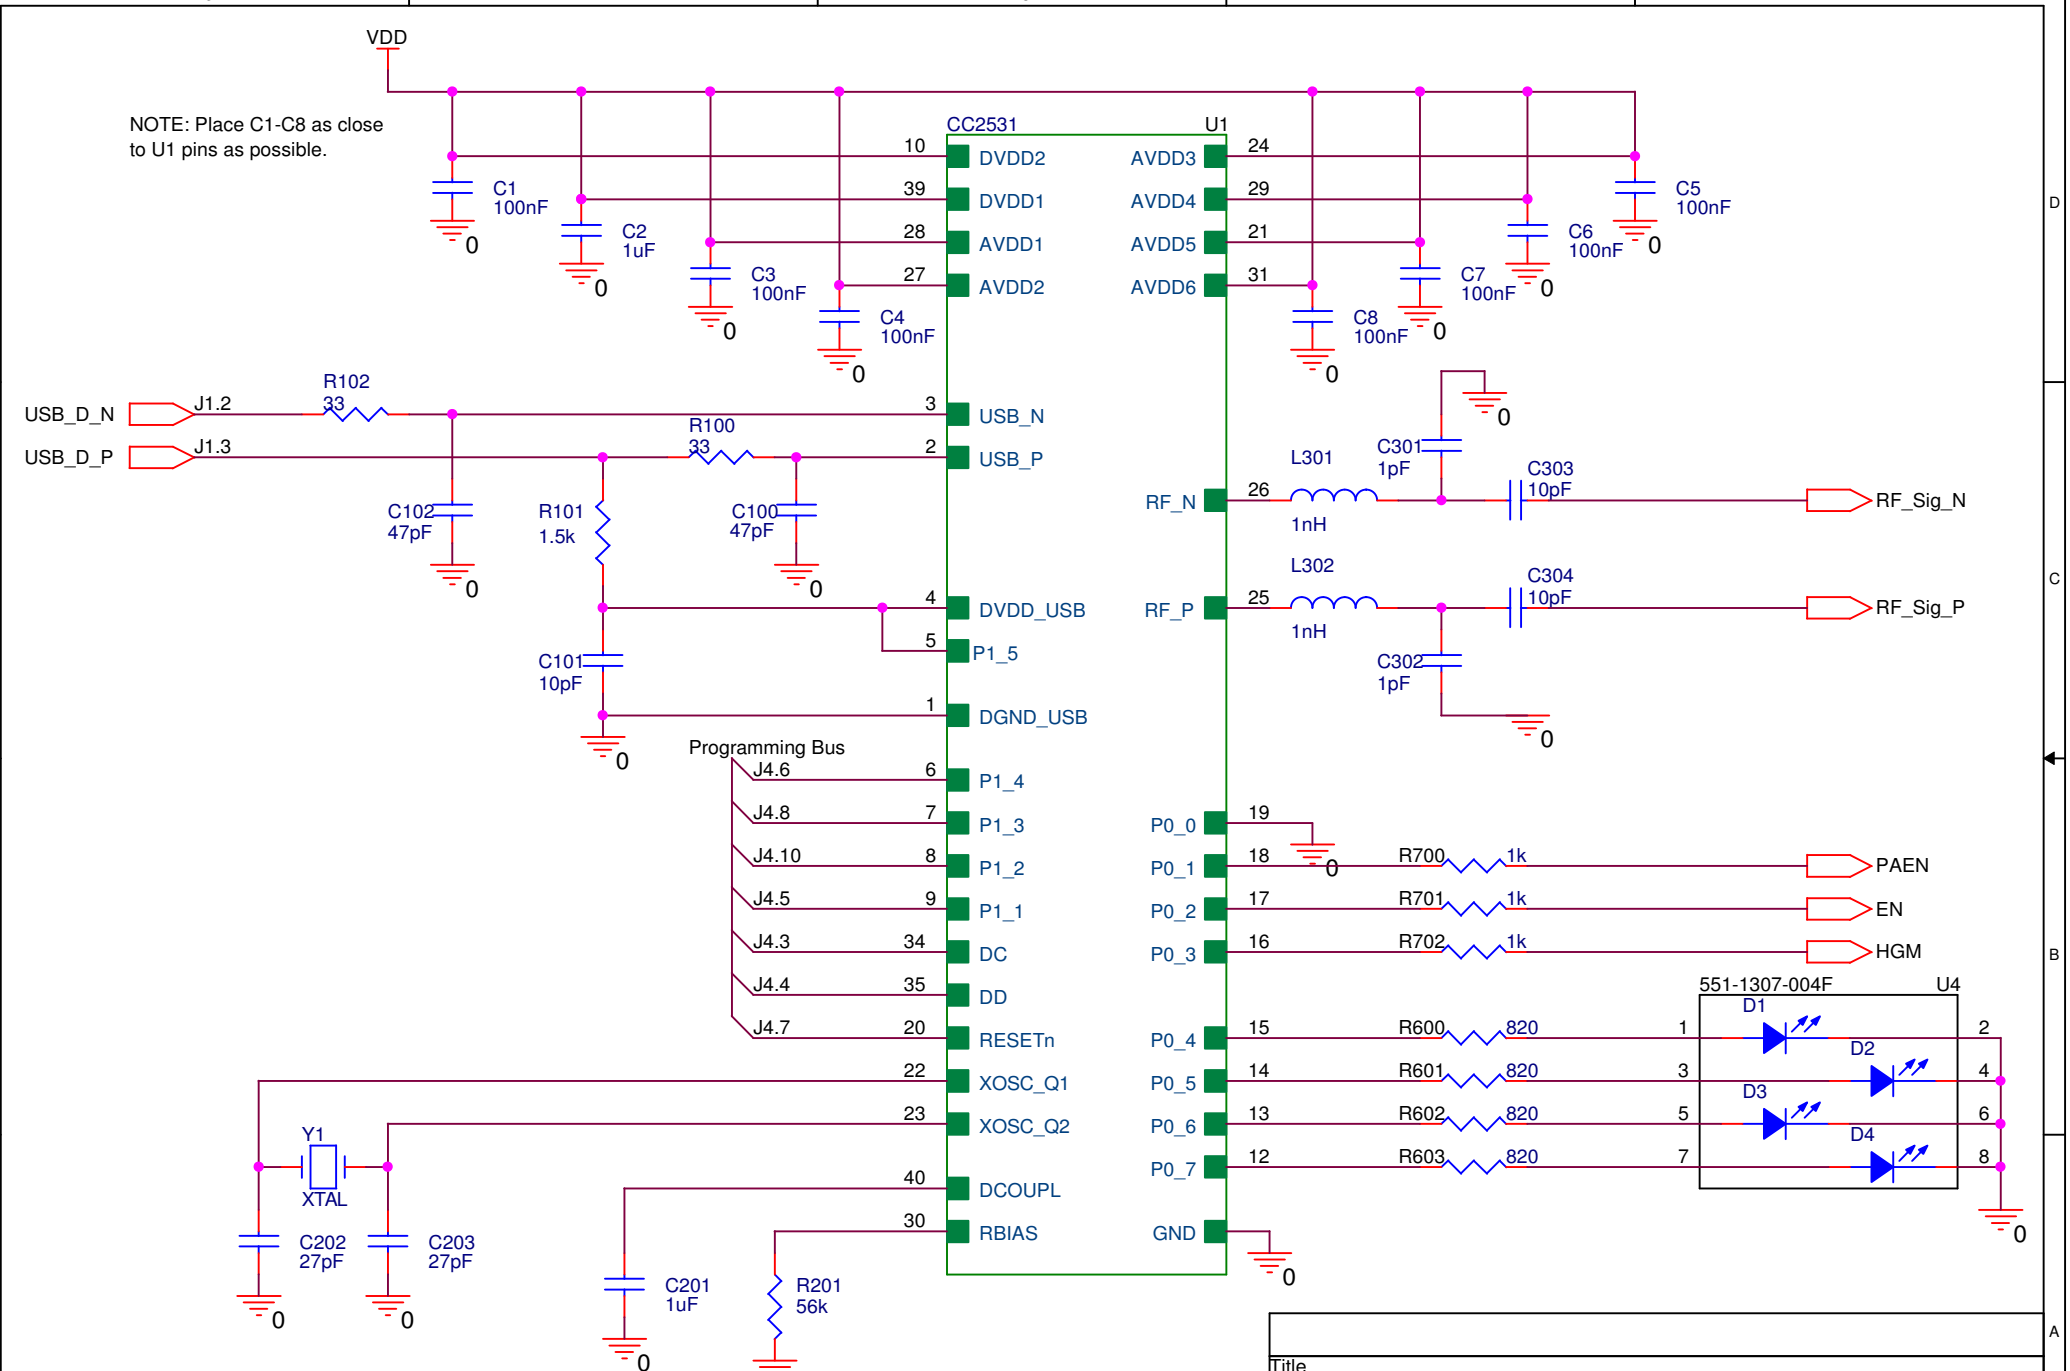 VDD
NOTE: Place C1-C8 as close
to U1 pins as possible.
CC2531
U1
10
DVDD2
39
DVDD1
28
AVDD1
27
AVDD2
AVDD3
24
AVDD4
29
AVDD5
21
AVDD6
31
C1
100nF
0
C2
1uF
0
C3
100nF
0
C4
100nF
0
C5
100nF
0
C6
100nF
0
C7
100nF
0
C8
100nF
0
D
USB_D_N
J1.2
R102
33
3
USB_N
USB_D_P
J1.3
R100
33
2
USB_P
C102
47pF
0
R101
1.5k
C100
47pF
0
4
DVDD_USB
5
P1_5
C101
10pF
1
DGND_USB
0
RF_N
26
L301
1nH
C301
1pF
0
C303
10pF
RF_Sig_N
RF_P
25
L302
1nH
C302
1pF
0
C304
10pF
RF_Sig_P
C
Programming Bus
J4.6
6
P1_4
J4.8
7
P1_3
J4.10
8
P1_2
J4.5
9
P1_1
J4.3
34
DC
J4.4
35
DD
J4.7
20
RESETn
22
XOSC_Q1
23
XOSC_Q2
40
DCOUPL
30
RBIAS
P0_0
19
0
P0_1
18
R700
1k
PAEN
P0_2
17
R701
1k
EN
P0_3
16
R702
1k
HGM
B
551-1307-004F
U4
P0_4
15
R600
820
1
D1
2
P0_5
14
R601
820
3
D2
4
P0_6
13
R602
820
5
D3
6
P0_7
12
R603
820
7
D4
8
0
GND
0
Y1
XTAL
C202
27pF
0
C203
27pF
0
C201
1uF
0
R201
56k
A
Title